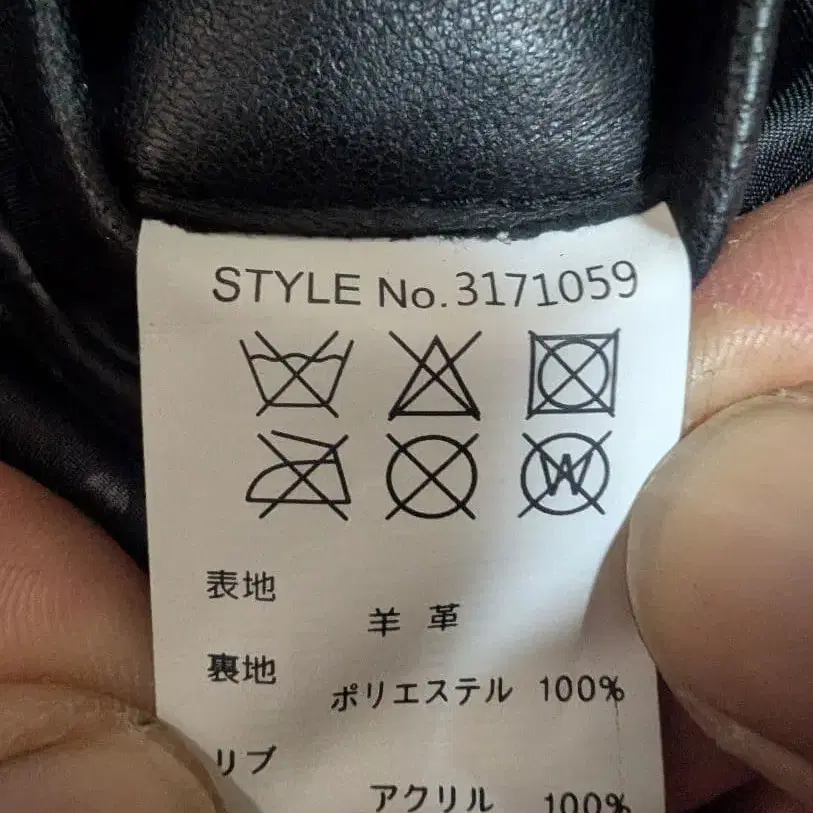 STYLE No.3171059
W
表地
羊革
裏地
ポリエステル 100%
リブ
アクリル 100%